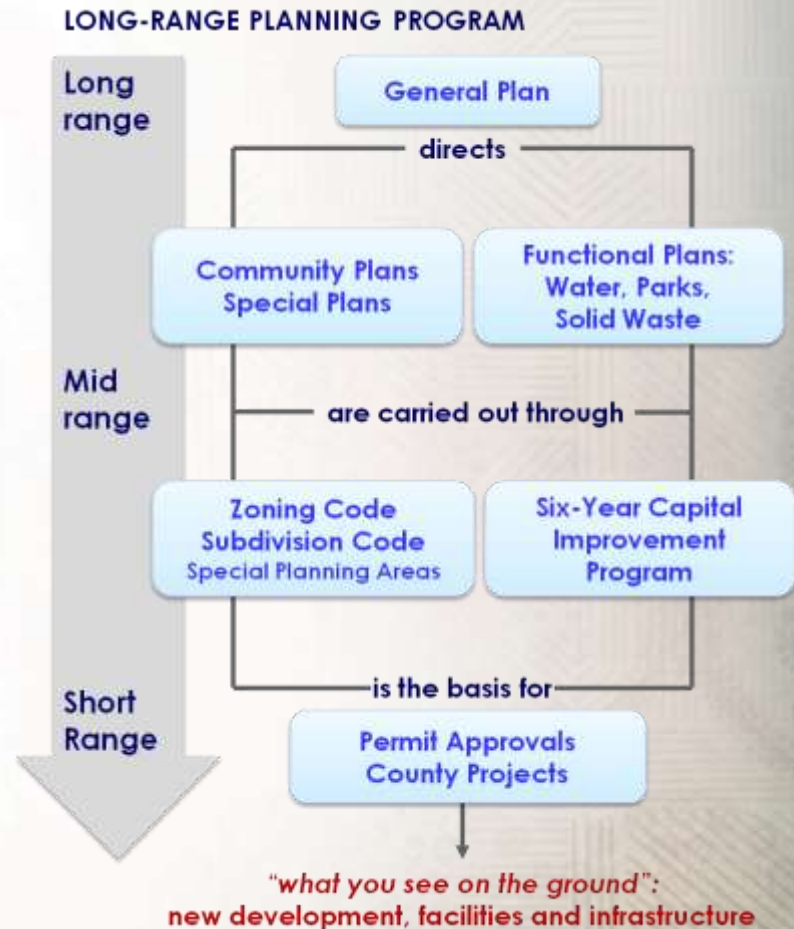 LONG-RANGE PLANNING PROGRAM
Long
range
General Plan
directs
Community Plans
Special Plans
Functional Plans:
Water, Parks,
Solid Waste
Mid
range
are carried out through
Zoning Code
Subdivision Code
Special Planning Areas
Six-Year Capital
Improvement
Program
Short
Range
is the basis for
Permit Approvals
County Projects
“what you see on the ground”:
new development, facilities and infrastructure